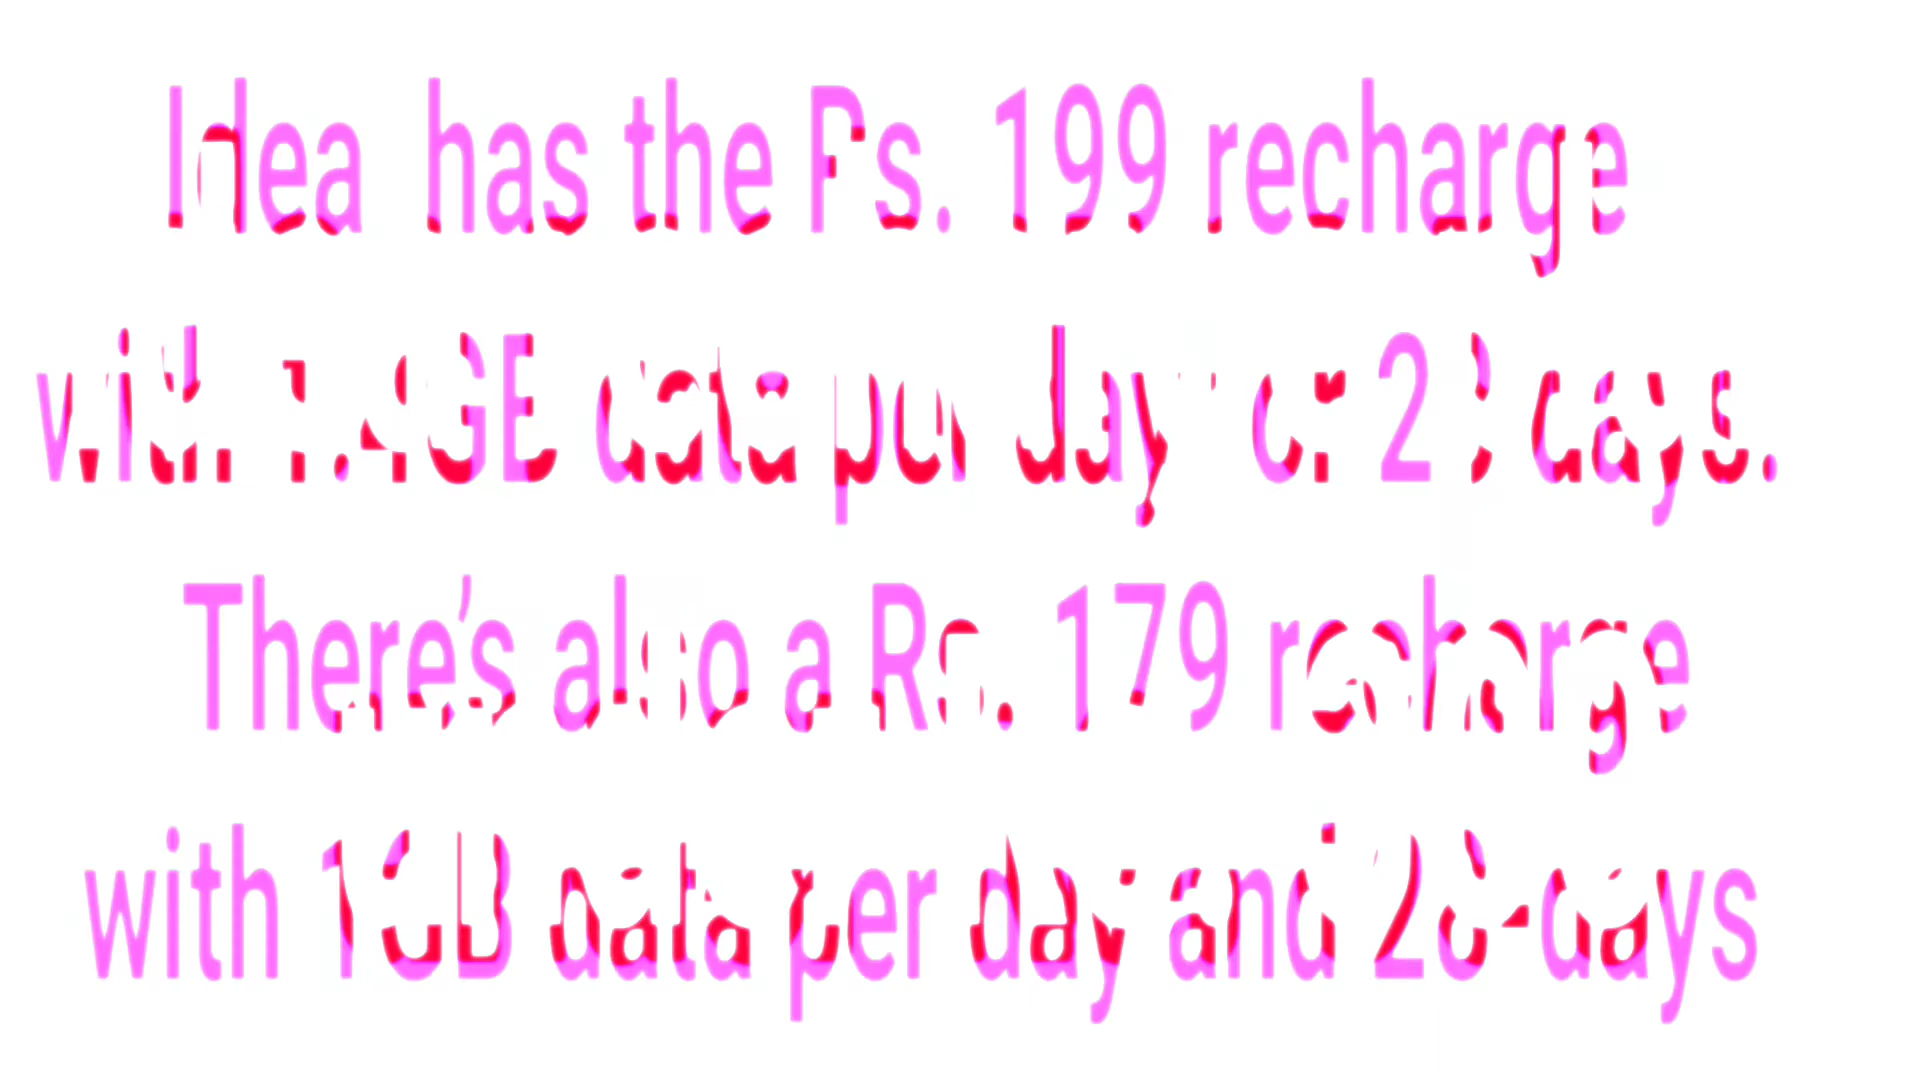 Idea has the Rs. 199 recharge
with 1.4GB data per day for 28 days.
There's also a Rs. 179 recharge
with 1GB data per day and 28-days